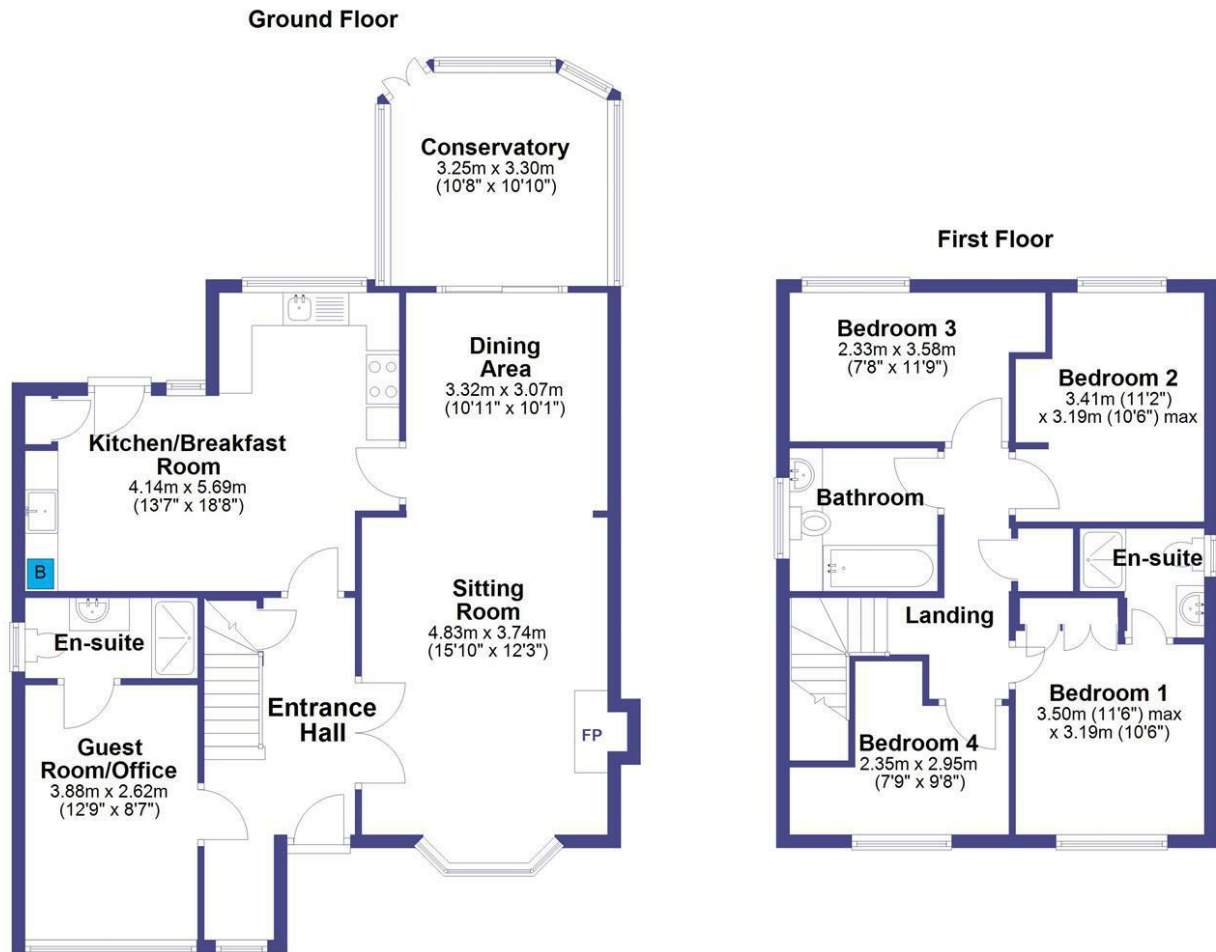 Ground Floor
Conservatory
3.25m x 3.30m
(10'8" x 10'10")
Dining
Area
3.32m x 3.07m
(10'11" x 10'1")
Kitchen/Breakfast
Room
4.14m x 5.69m
(13'7" x 18'8")
B
En-suite
Sitting
Room
4.83m x 3.74m
(15'10" x 12'3")
Entrance
Hall
FP
Guest
Room/Office
3.88m x 2.62m
(12'9" x 8'7")
First Floor
Bedroom 3
2.33m x 3.58m
(7'8" x 11'9")
Bedroom 2
3.41m (11'2")
x 3.19m (10'6") max
Bathroom
En-suite
Landing
Bedroom 1
3.50m (11'6") max
x 3.19m (10'6")
Bedroom 4
2.35m x 2.95m
(7'9" x 9'8")